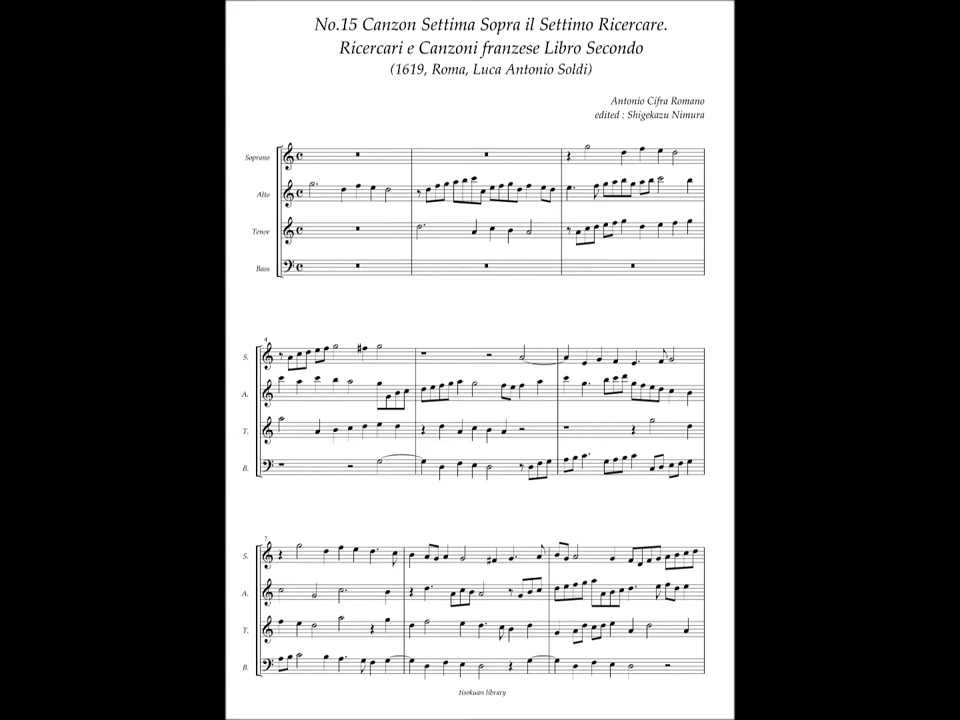 No.15 Canzon Settima Sopra il Settimo Ricercare.
Ricercari e Canzoni franzese Libro Secondo
(1619, Roma, Luca Antonio Soldi)
Antonio Cifra Romano
edited : Shigekazu Nimura
Soprano
Alto
Tenor
Bass
4
S.
A.
T.
B.
7
S.
A.
T.
B.
tisokuan library